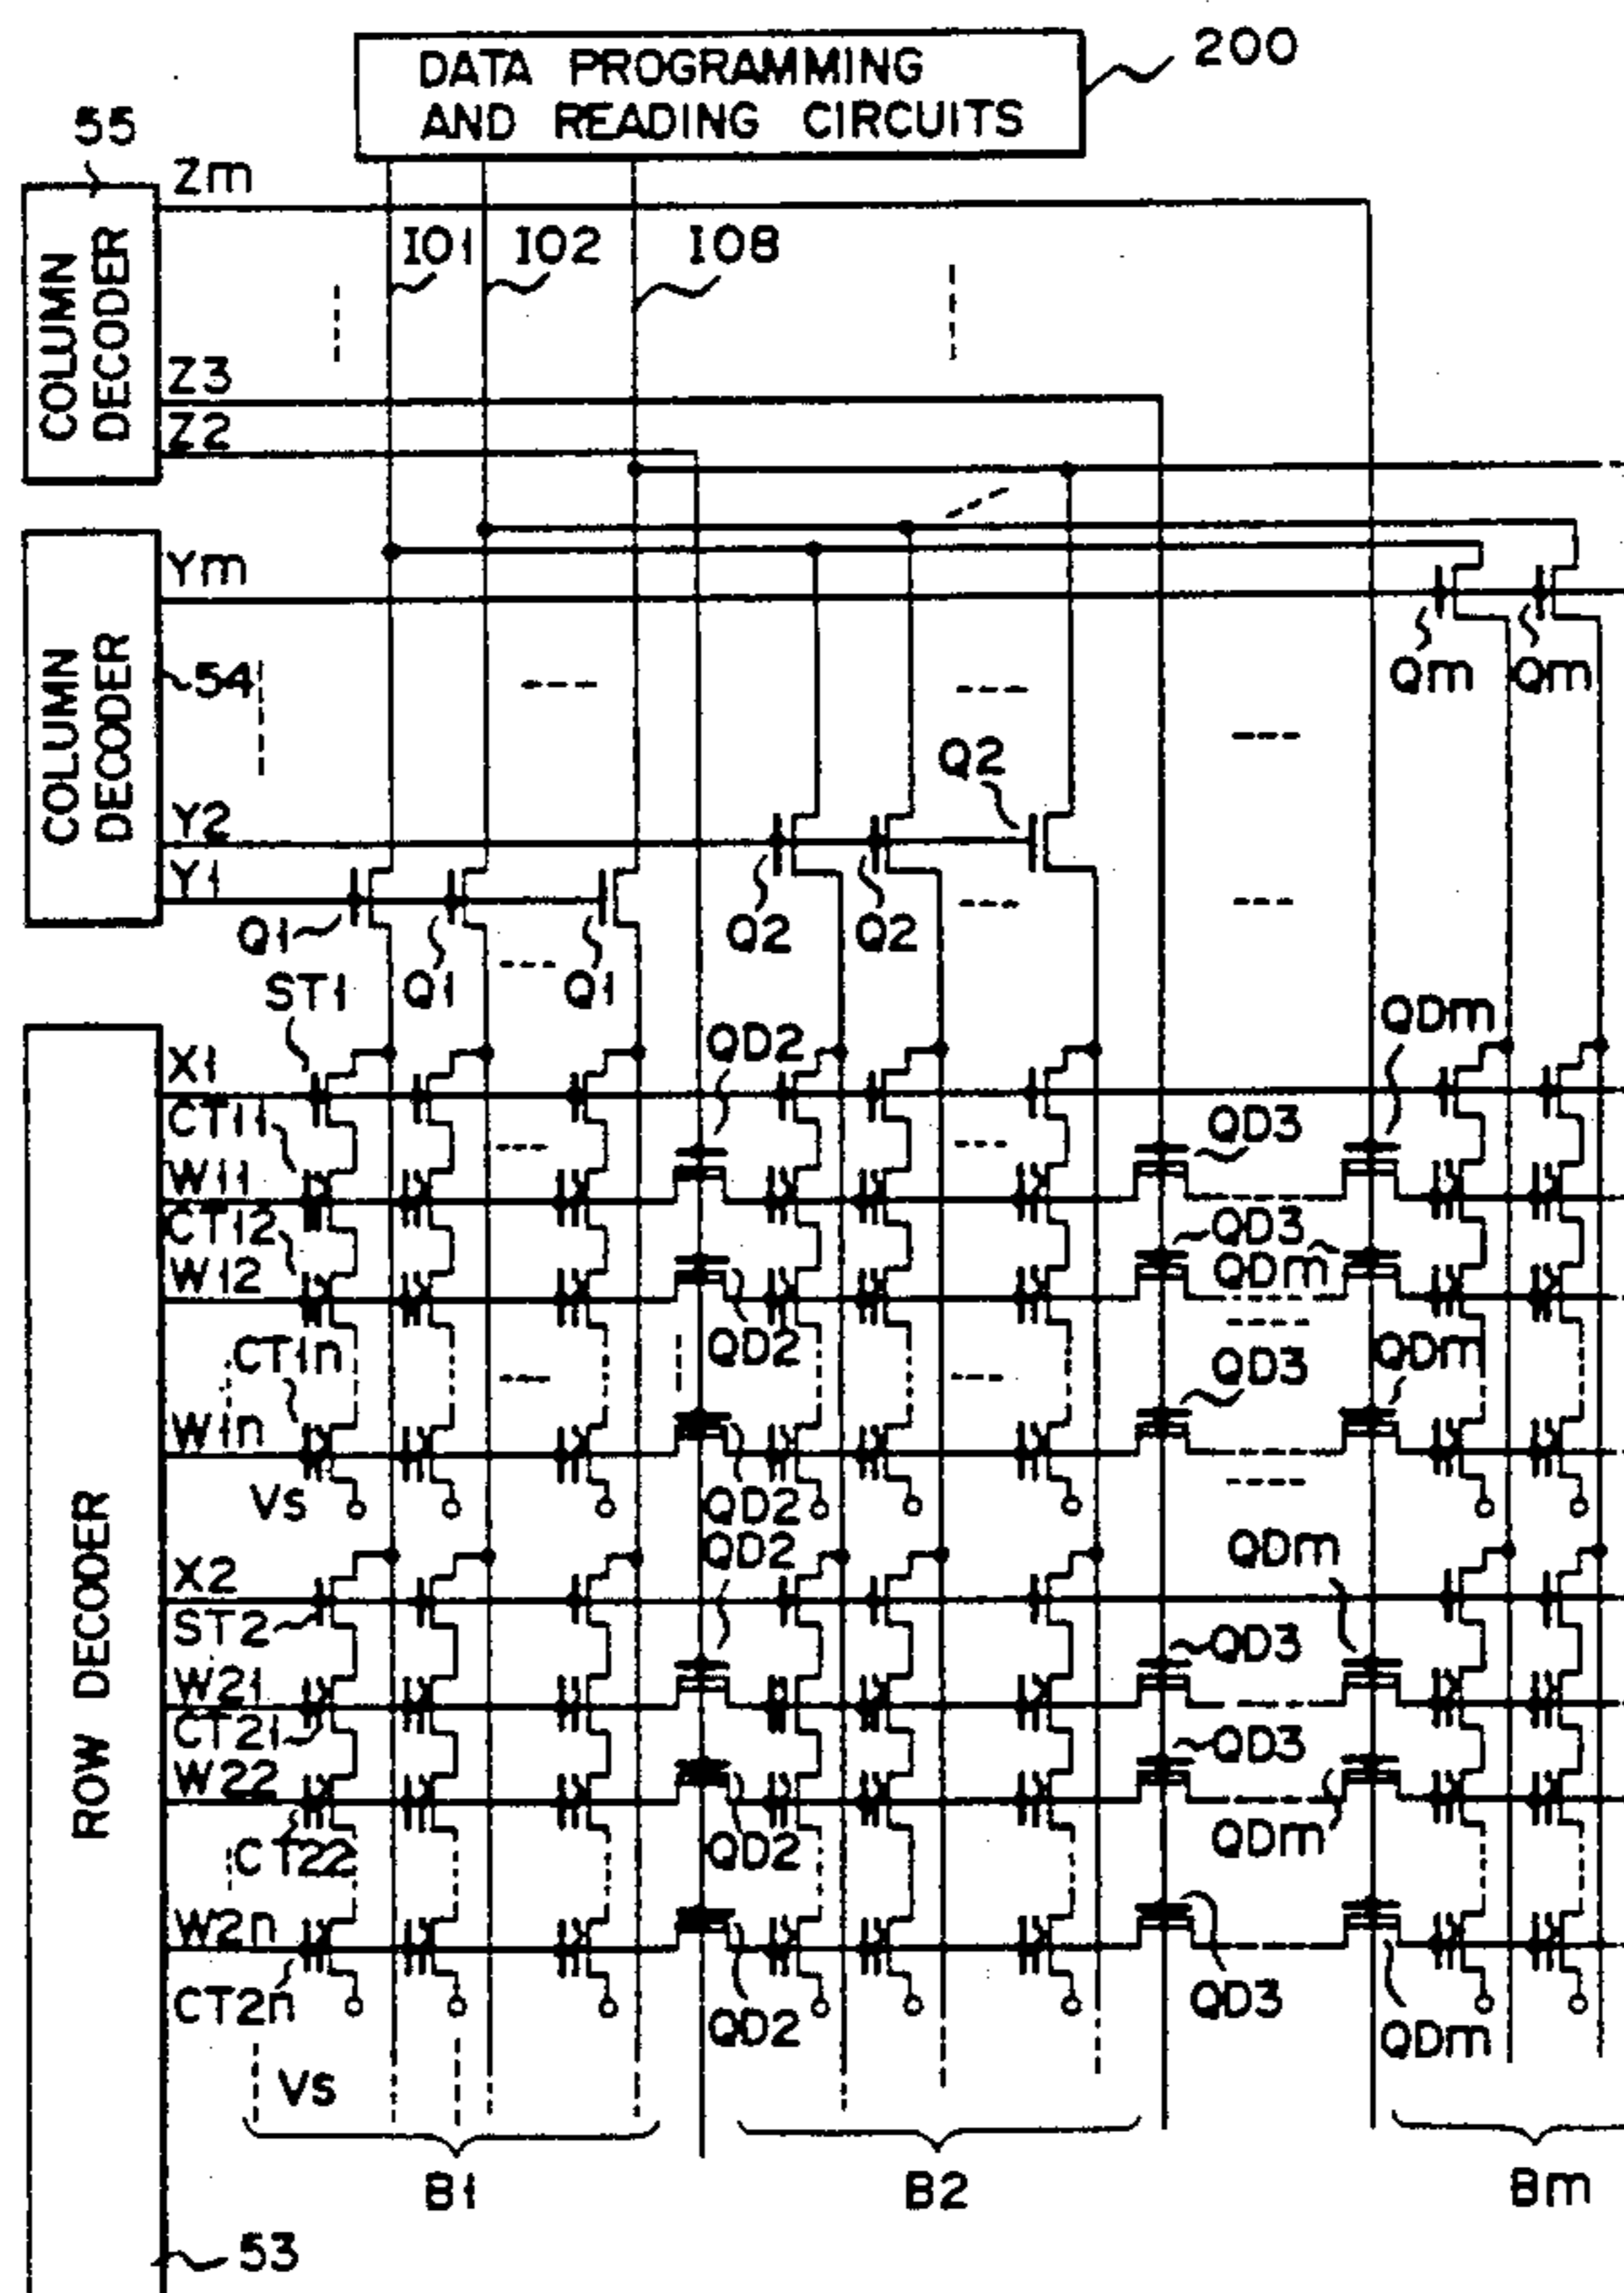 DATA PROGRAMMING
AND READING CIRCUITS
200
55
COLUMN
DECODER
Zm
IO1
IO2
IO8
Z3
Z2
COLUMN
DECODER
Ym
54
Qm
Qm
Q2
Y2
Y1
Q1
Q1
Q1
Q2
Q2
ST1
QD2
QDm
X1
CT11
QD3
W11
CT12
QD3
QDm
W12
QD2
CT1n
QD3
QDm
W1n
Vs
QD2
QD2
QDm
ROW DECODER
X2
ST2
QD3
W21
CT21
QD3
W22
CT22
QD2
QDm
W2n
CT2n
QD2
QD3
QDm
Vs
B1
B2
Bm
53